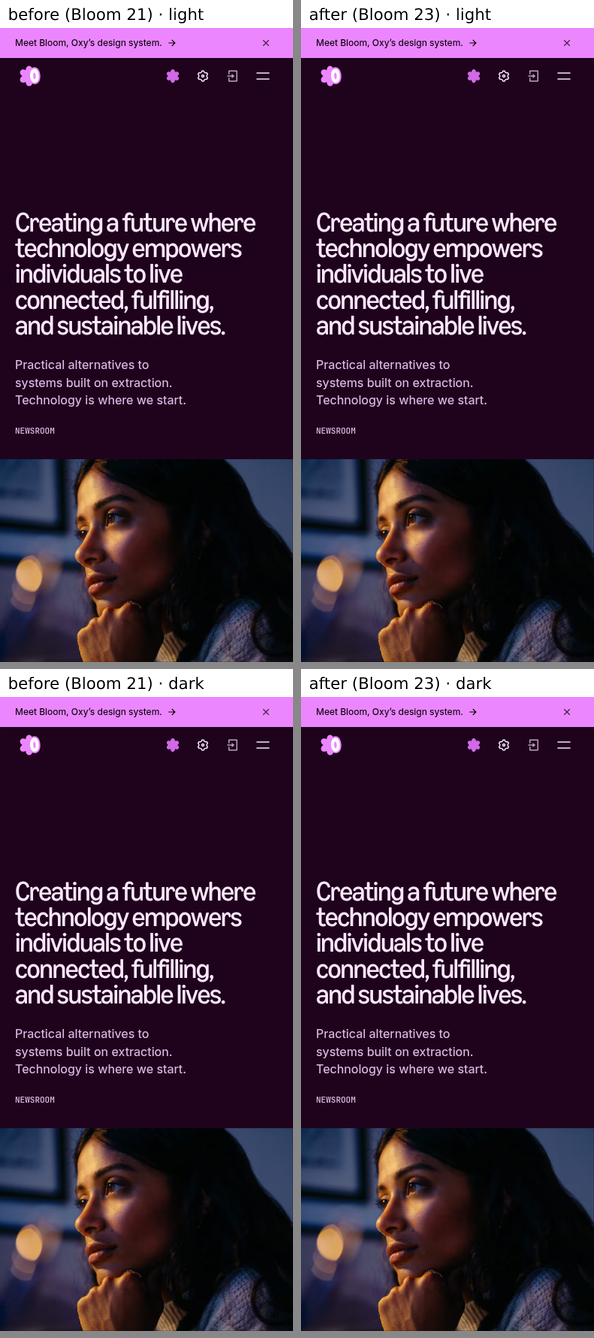 before (Bloom 21) · light
Meet Bloom, Oxy’s design system. →
Creating a future where
technology empowers
individuals to live
connected, fulfilling,
and sustainable lives.
Practical alternatives to
systems built on extraction.
Technology is where we start.
NEWSROOM
after (Bloom 23) · light
Meet Bloom, Oxy’s design system. →
Creating a future where
technology empowers
individuals to live
connected, fulfilling,
and sustainable lives.
Practical alternatives to
systems built on extraction.
Technology is where we start.
NEWSROOM
before (Bloom 21) · dark
Meet Bloom, Oxy’s design system. →
Creating a future where
technology empowers
individuals to live
connected, fulfilling,
and sustainable lives.
Practical alternatives to
systems built on extraction.
Technology is where we start.
NEWSROOM
after (Bloom 23) · dark
Meet Bloom, Oxy’s design system. →
Creating a future where
technology empowers
individuals to live
connected, fulfilling,
and sustainable lives.
Practical alternatives to
systems built on extraction.
Technology is where we start.
NEWSROOM